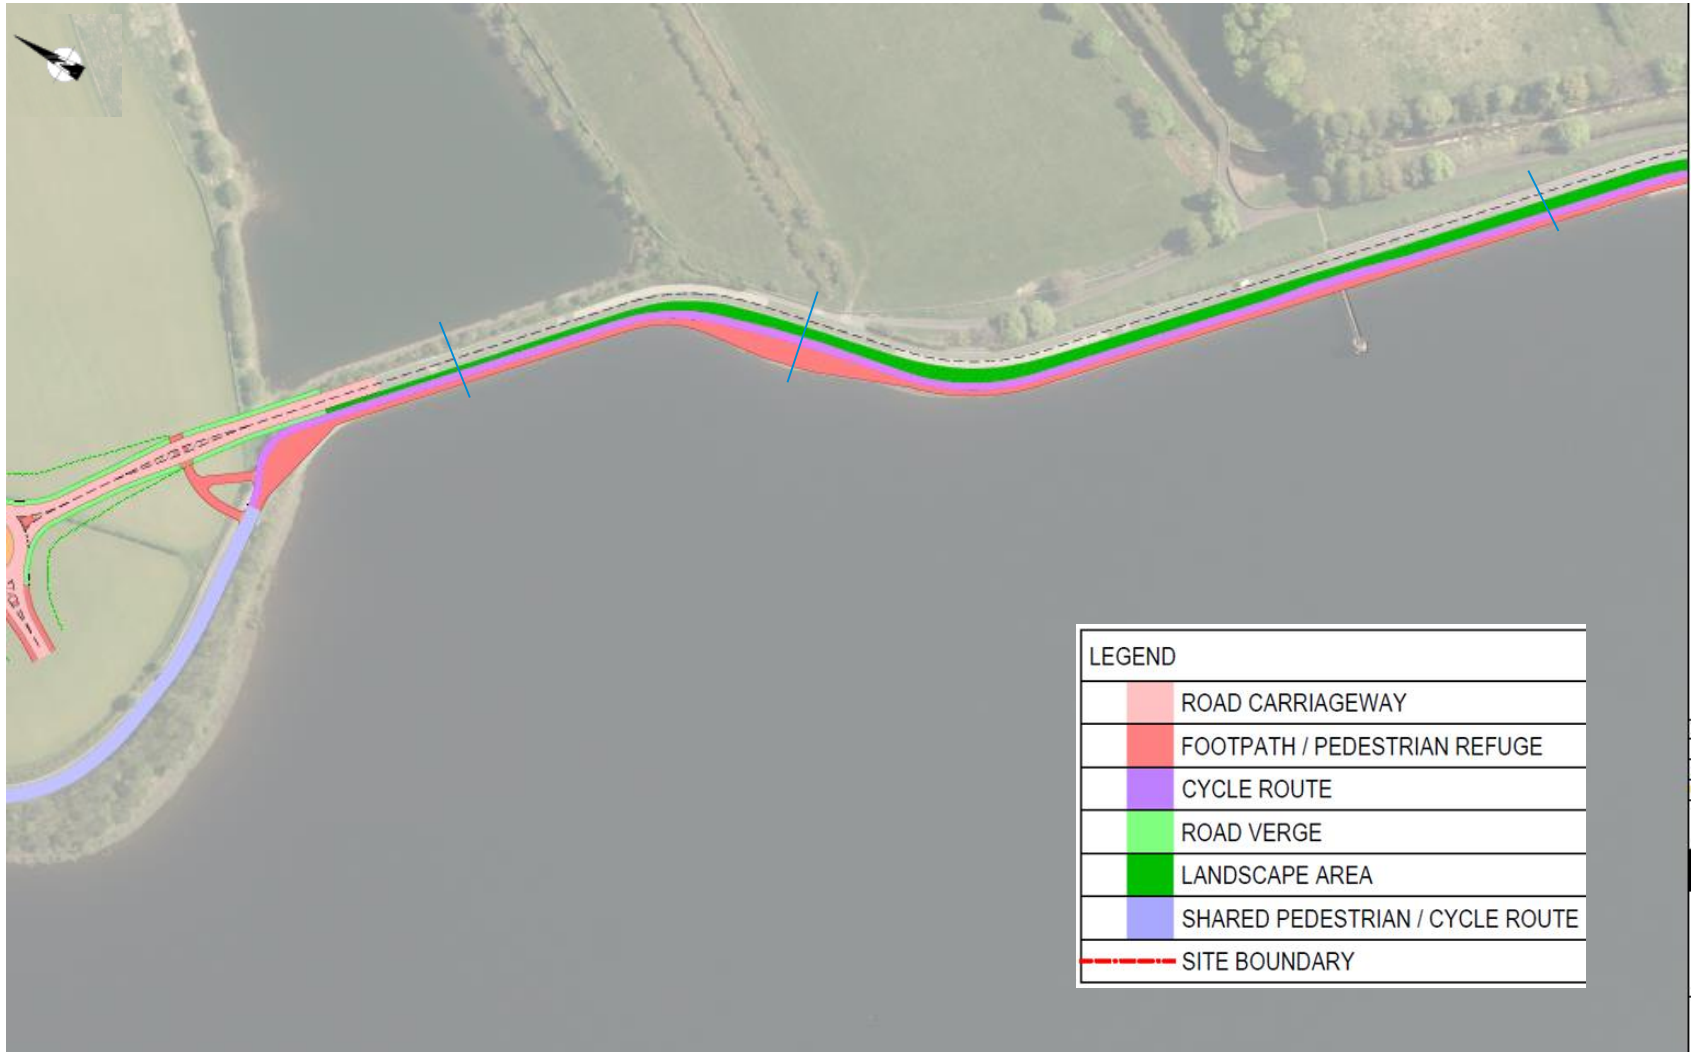 LEGEND
ROAD CARRIAGEWAY
FOOTPATH / PEDESTRIAN REFUGE
CYCLE ROUTE
ROAD VERGE
LANDSCAPE AREA
SHARED PEDESTRIAN / CYCLE ROUTE
SITE BOUNDARY